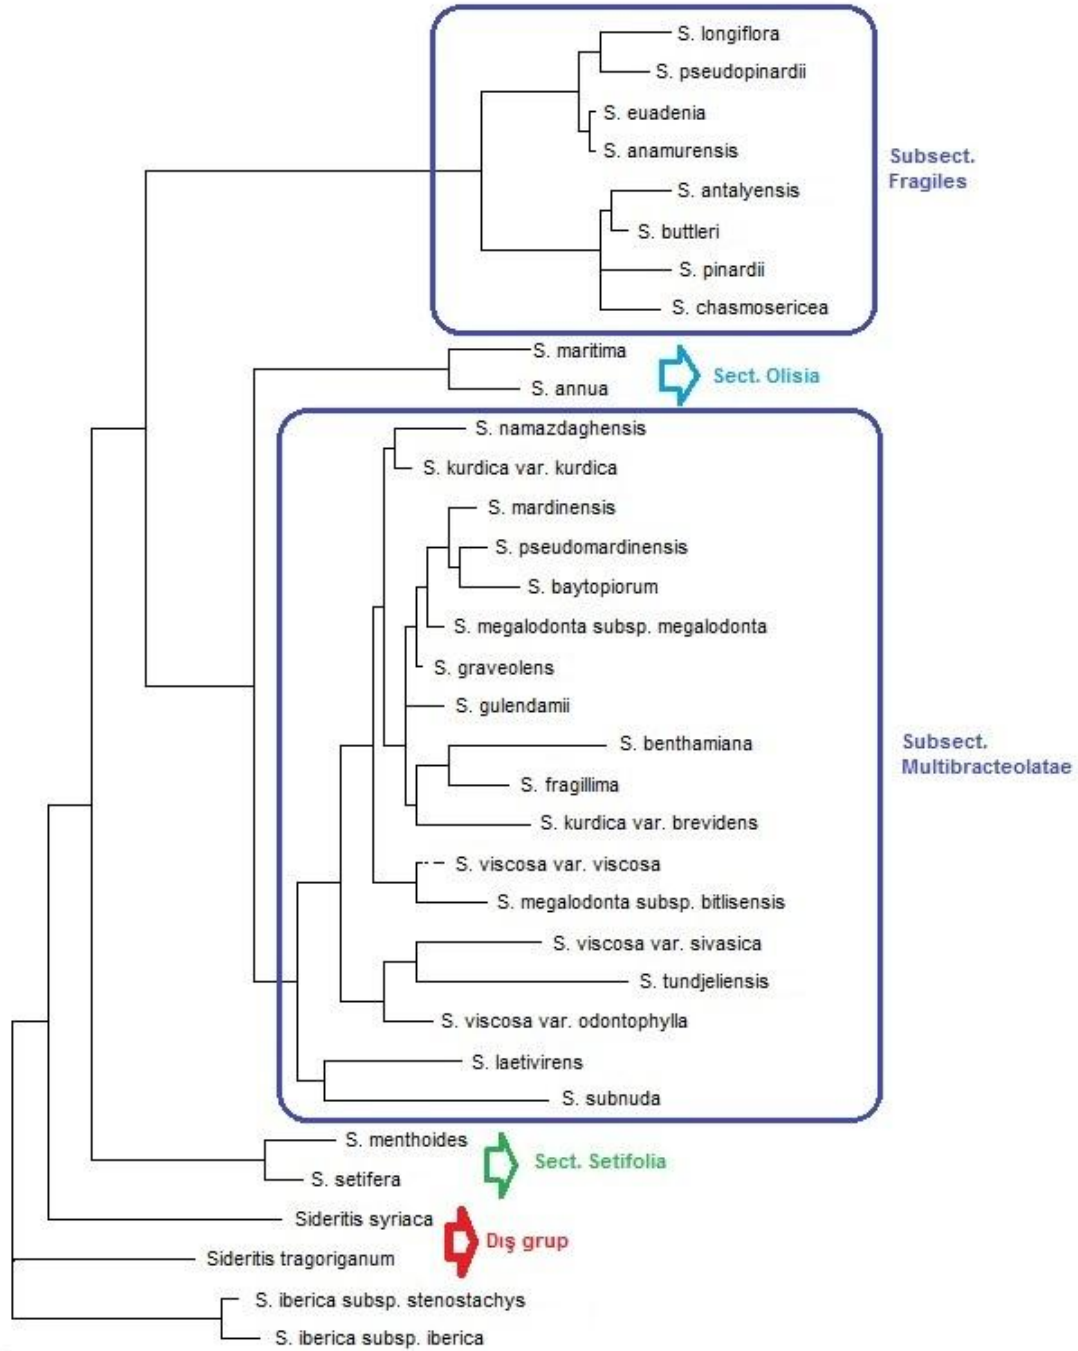 S. longiflora
S. pseudopinardii
S. euadenia
S. anamurensis
Subsect.
Fragiles
S. antalyensis
S. buttleri
S. pinardii
S. chasmosericea
S. maritima
Sect. Olisia
S. annua
S. namazdaghensis
S. kurdica var. kurdica
S. mardinensis
S. pseudomardinensis
S. baytopiorum
S. megalodonta subsp. megalodonta
S. graveolens
S. gulendamii
S. benthamiana
Subsect.
Multibracteolatae
S. fragillima
S. kurdica var. brevidens
S. viscosa var. viscosa
S. megalodonta subsp. bitlisensis
S. viscosa var. sivasica
S. tundjeliensis
S. viscosa var. odontophylla
S. laetivirens
S. subnuda
S. menthoides
Sect. Setifolia
S. setifera
Sideritis syriaca
Dış grup
Sideritis tragoriganum
S. iberica subsp. stenostachys
S. iberica subsp. iberica